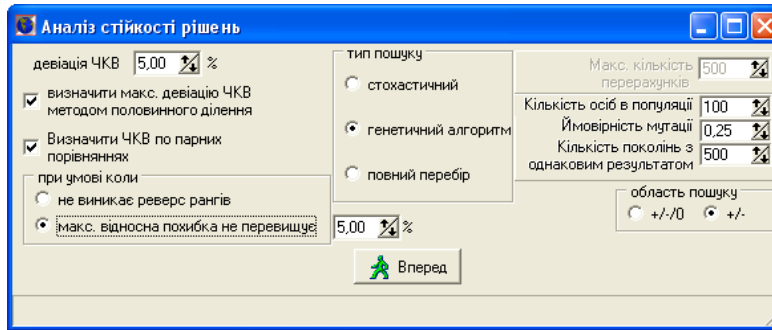 Аналіз стійкості рішень
девіація ЧКВ 5,00 %
визначити макс. девіацію ЧКВ
методом половинного ділення
Визначити ЧКВ по парних
порівняннях
при умові коли
не виникає реверс рангів
макс. відносна похибка не перевищує 5,00 %
тип пошуку
стохастичний
генетичний алгоритм
повний перебір
Макс. кількість
перерахунків 500
Кількість осіб в популяції 100
Ймовірність мутації 0,25
Кількість поколінь з
однаковим результатом 500
область пошуку
+/-/0 +/-
Вперед